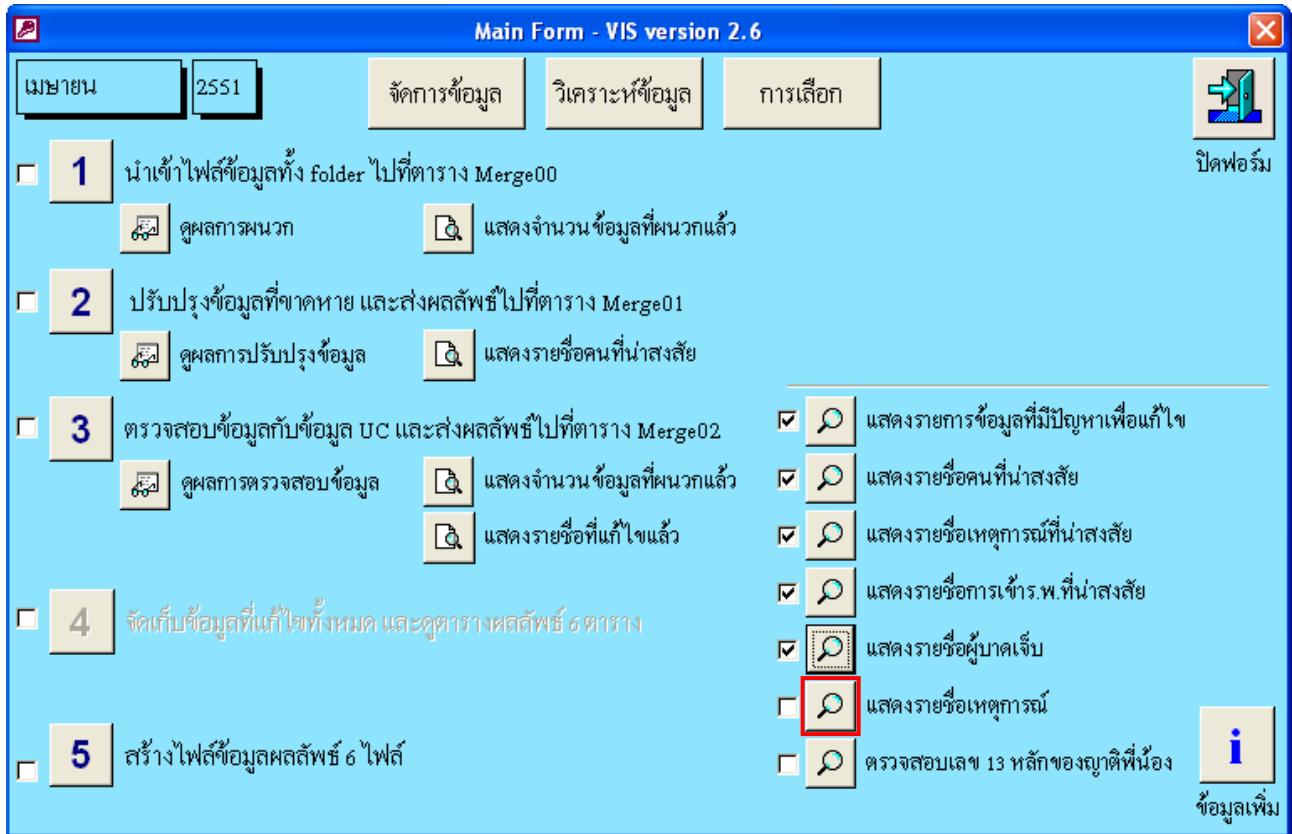 Main Form - VIS version 2.6
เมษายน 2551 จัดการข้อมูล วิเคราะห์ข้อมูล การเลือก
ปิดฟอร์ม
1 นำเข้าไฟล์ข้อมูลทั้ง folder ไปที่ตาราง Merge00
ดูผลการผนวก แสดงจำนวนข้อมูลที่ผนวกแล้ว
2 ปรับปรุงข้อมูลที่ขาดหาย และส่งผลลัพธ์ไปที่ตาราง Merge01
ดูผลการปรับปรุงข้อมูล แสดงรายชื่อคนที่น่าสงสัย
3 ตรวจสอบข้อมูลกับข้อมูล UC และส่งผลลัพธ์ไปที่ตาราง Merge02
ดูผลการตรวจสอบข้อมูล แสดงจำนวนข้อมูลที่ผนวกแล้ว
แสดงรายชื่อที่แก้ไขแล้ว
4 จัดเก็บข้อมูลที่แก้ไขทั้งหมด และดูตารางผลลัพธ์ 6 ตาราง
5 สร้างไฟล์ข้อมูลผลลัพธ์ 6 ไฟล์
แสดงรายการข้อมูลที่มีปัญหาเพื่อแก้ไข
แสดงรายชื่อคนที่น่าสงสัย
แสดงรายชื่อเหตุการณ์ที่น่าสงสัย
แสดงรายชื่อการเข้าร.พ.ที่น่าสงสัย
แสดงรายชื่อผู้บาดเจ็บ
แสดงรายชื่อเหตุการณ์
ตรวจสอบเลข 13 หลักของญาติพี่น้อง
i
ข้อมูลเพิ่ม